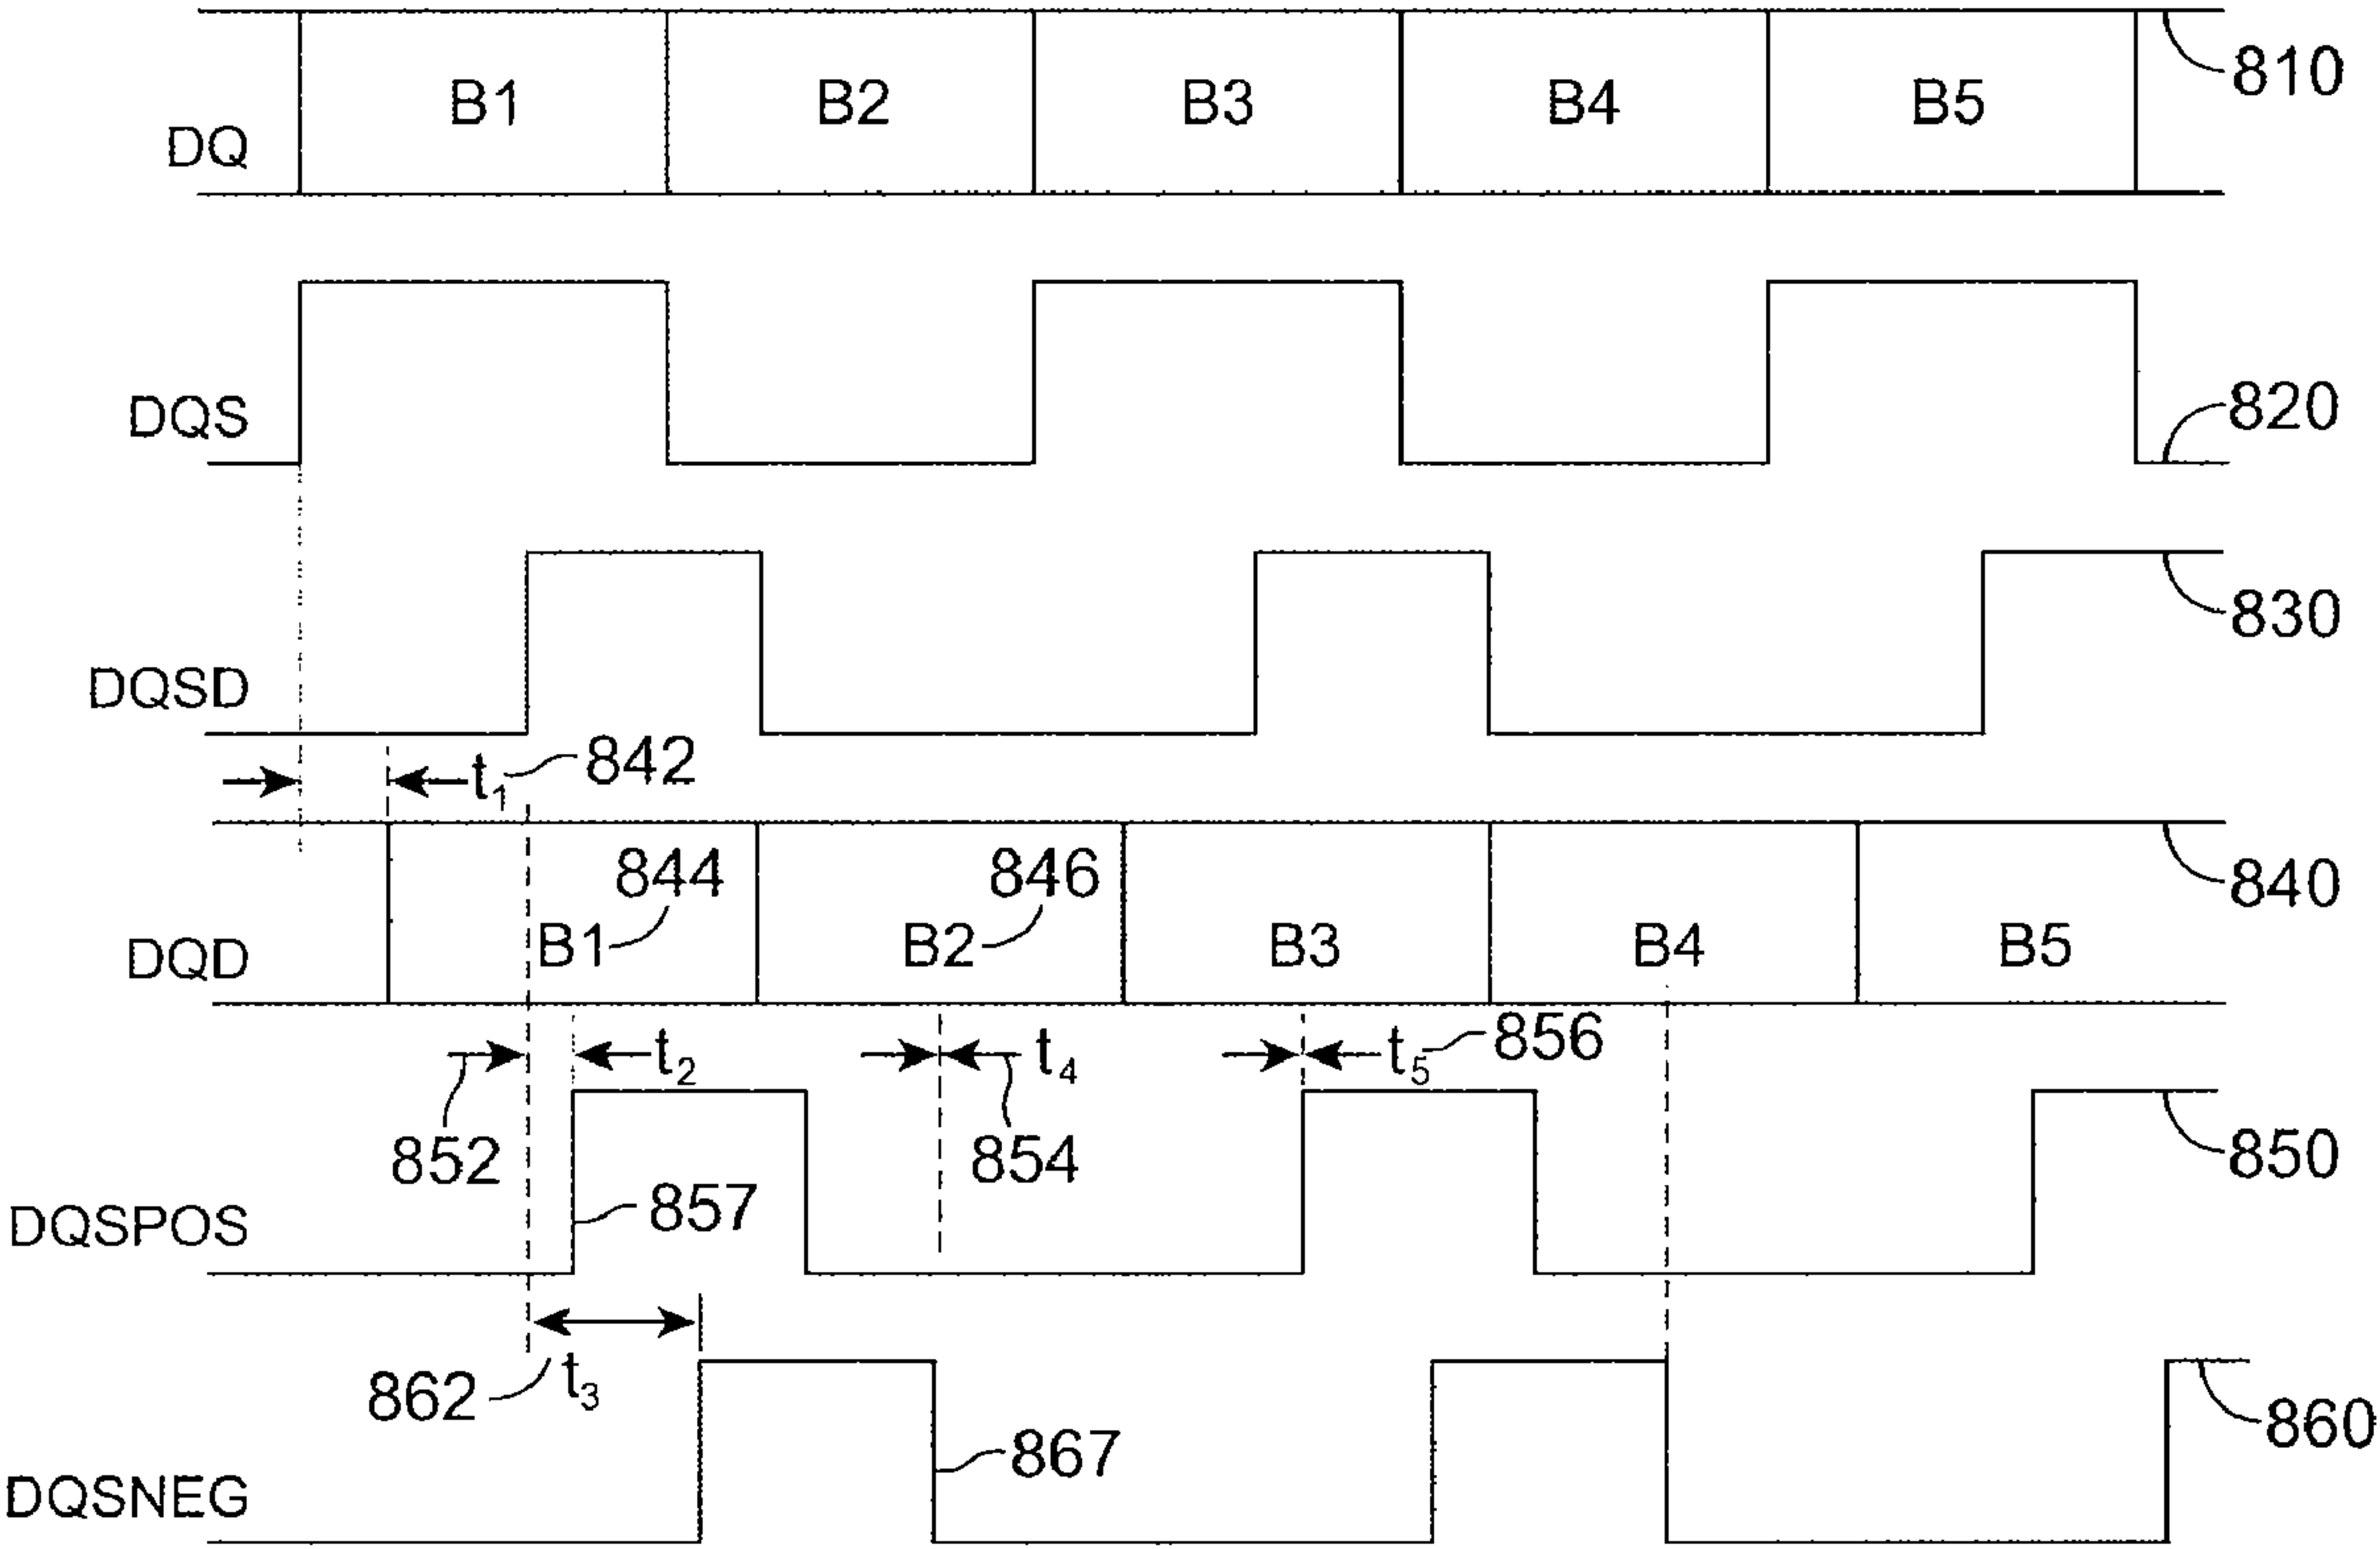 B1 B2 B3 B4 B5 810
DQ
DQS 820
830
DQSD
t1 842
844 846 840
B1 B2 B3 B4 B5
DQD
t2 t4 t5 856
852 854 850
857
DQSPOS
862 t3 860
867
DQSNEG